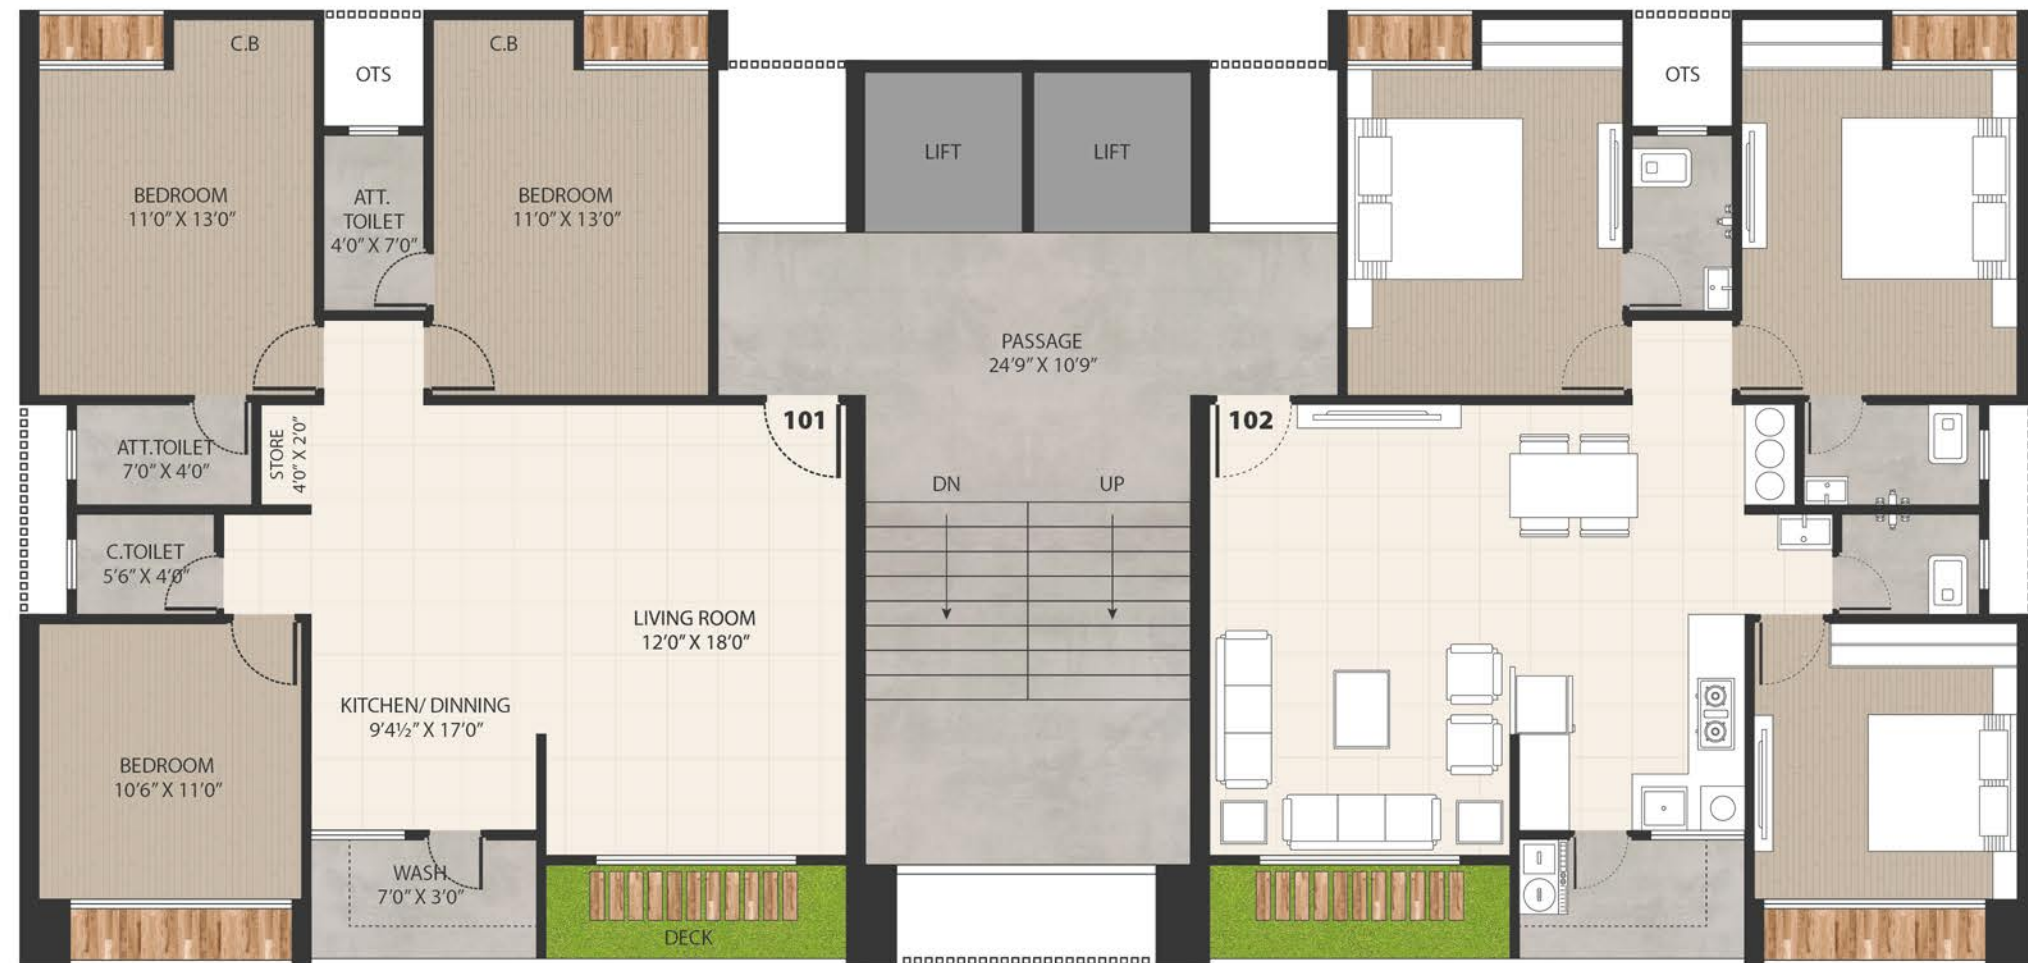 C.B
OTS
C.B
OTS
LIFT
LIFT
BEDROOM
11'0" X 13'0"
ATT.
TOILET
4'0" X 7'0"
BEDROOM
11'0" X 13'0"
PASSAGE
24'9" X 10'9"
101
102
ATT.TOILET
7'0" X 4'0"
STORE
4'0" X 2'0"
DN
UP
C.TOILET
5'6" X 4'0"
LIVING ROOM
12'0" X 18'0"
KITCHEN/ DINNING
9'4½" X 17'0"
BEDROOM
10'6" X 11'0"
WASH
7'0" X 3'0"
DECK